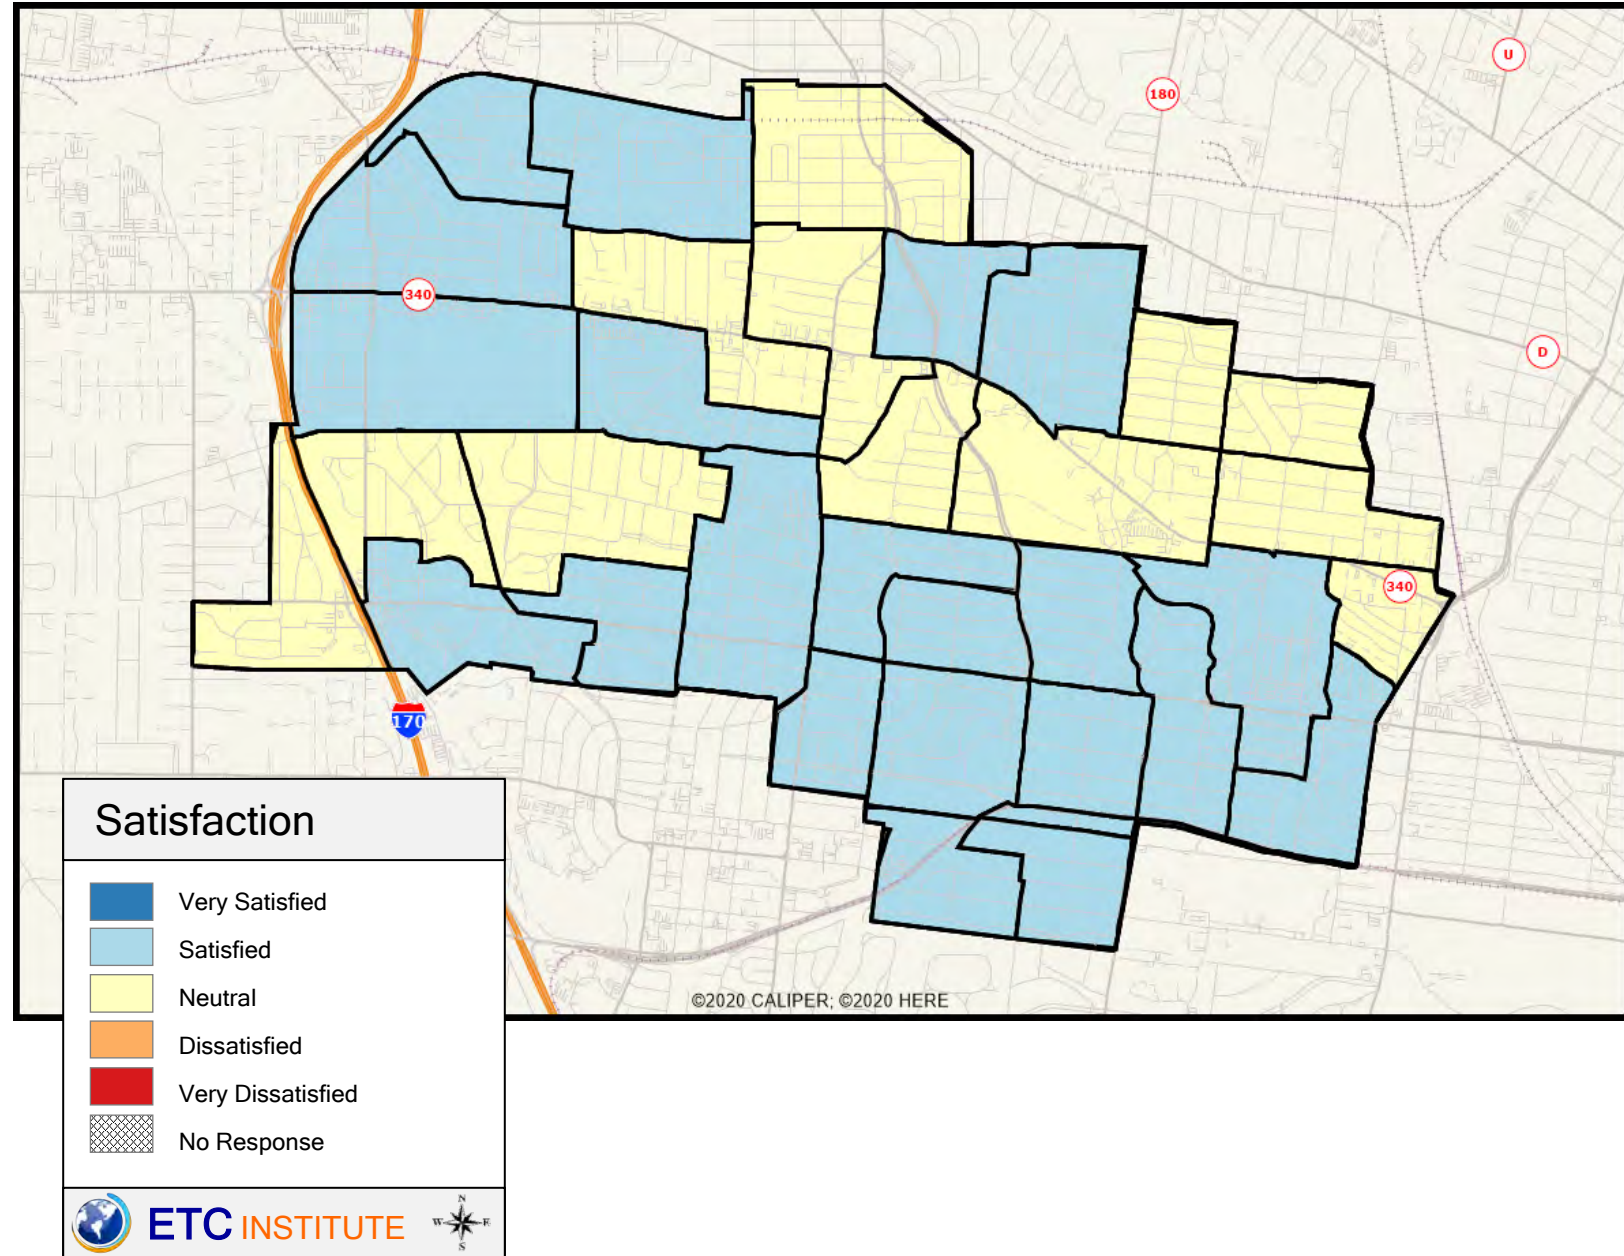 U
180
340
D
340
170
Satisfaction
Very Satisfied
Satisfied
Neutral
Dissatisfied
Very Dissatisfied
No Response
©2020 CALIPER; ©2020 HERE
ETC INSTITUTE
N
W E
S